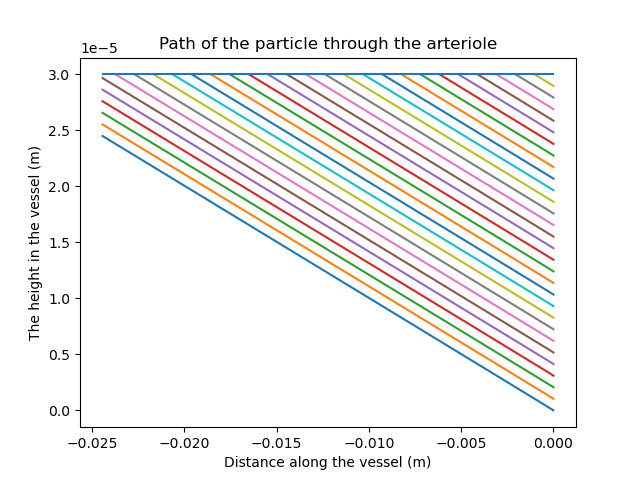 Path of the particle through the arteriole
1e−5
3.0
2.5
2.0
1.5
1.0
0.5
0.0
The height in the vessel (m)
−0.025 −0.020 −0.015 −0.010 −0.005 0.000
Distance along the vessel (m)